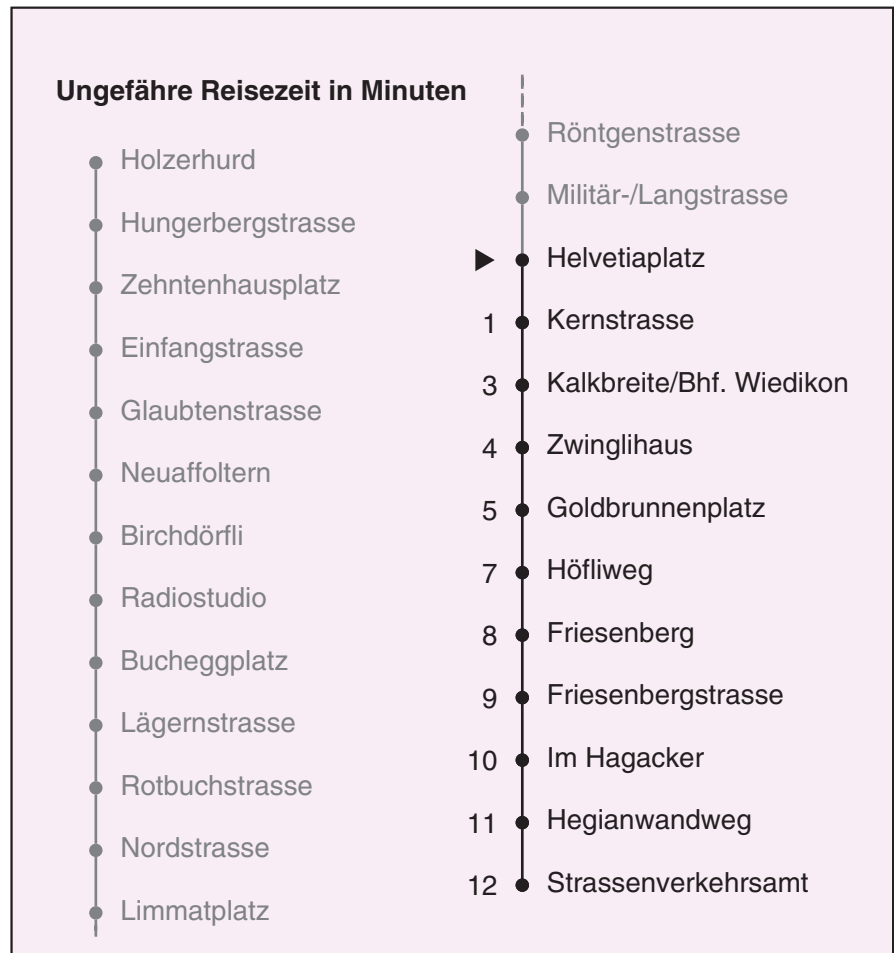 Ungefähre Reisezeit in Minuten
Holzerhurd
Hungerbergstrasse
Zehntenhausplatz
Einfangstrasse
Glaubtenstrasse
Neuaffoltern
Birchdörfli
Radiostudio
Bucheggplatz
Lägernstrasse
Rotbuchstrasse
Nordstrasse
Limmatplatz
Röntgenstrasse
Militär-/Langstrasse
Helvetiaplatz
1 Kernstrasse
3 Kalkbreite/Bhf. Wiedikon
4 Zwinglihaus
5 Goldbrunnenplatz
7 Höfliweg
8 Friesenberg
9 Friesenbergstrasse
10 Im Hagacker
11 Hegianwandweg
12 Strassenverkehrsamt